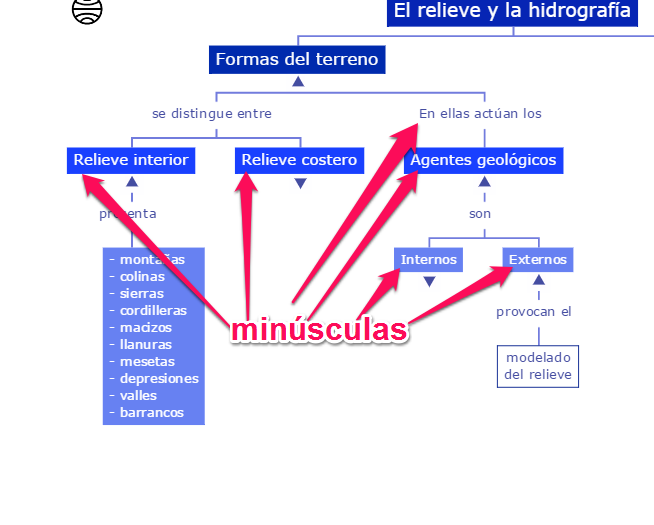 El relieve y la hidrografía
Formas del terreno
se distingue entre
En ellas actúan los
Relieve interior
Relieve costero
Agentes geológicos
presenta
son
- montañas
- colinas
- sierras
- cordilleras
- macizos
- llanuras
- mesetas
- depresiones
- valles
- barrancos
Internos
Externos
provocan el
modelado
del relieve
minúsculas